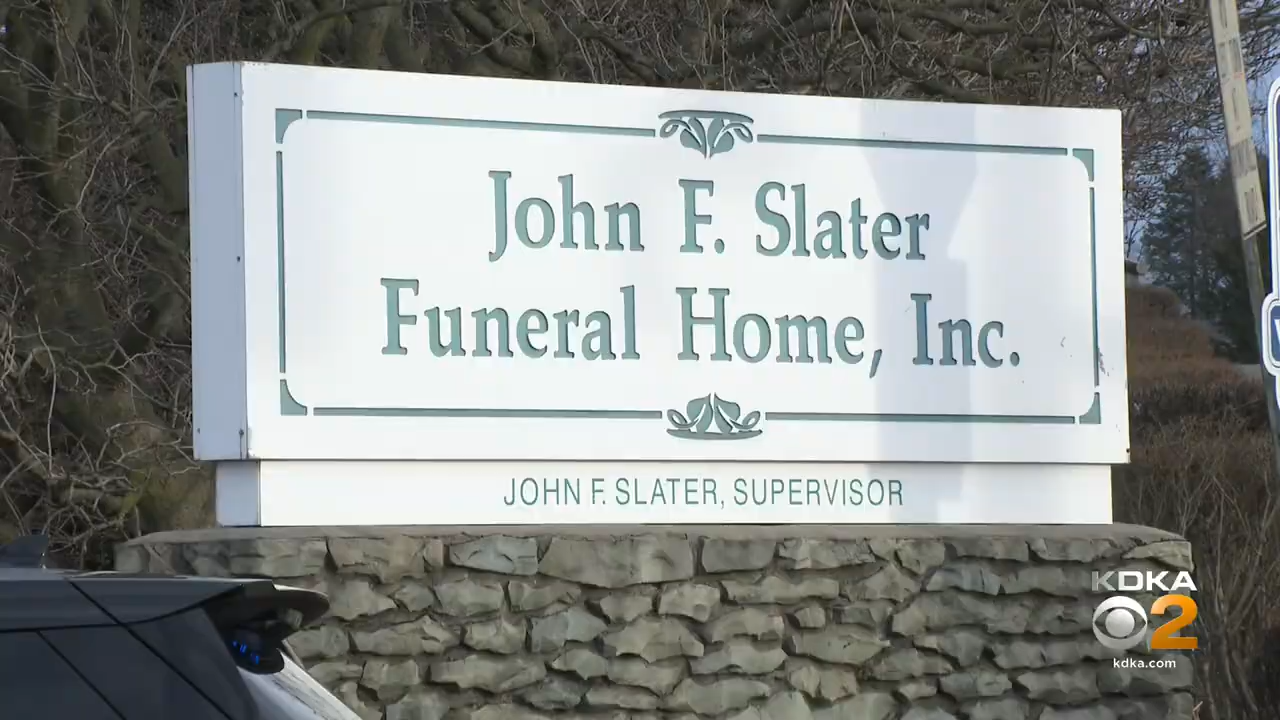 John F. Slater
Funeral Home, Inc.
JOHN F. SLATER, SUPERVISOR
KDKA
2
kdka.com